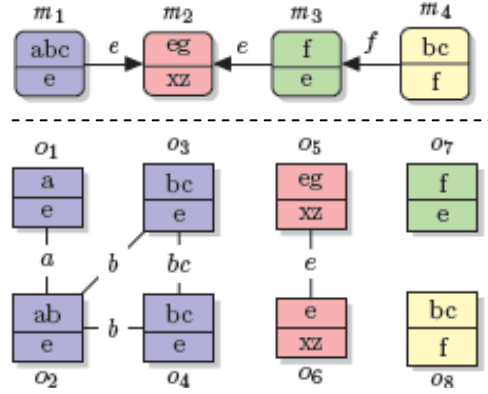 m1 m2 m3 m4
abc e eg e f f bc
e xz e f
o1 o3 o5 o7
a bc eg f
e e xz e
a b bc e
ab b bc e bc
e e xz f
o2 o4 o6 o8